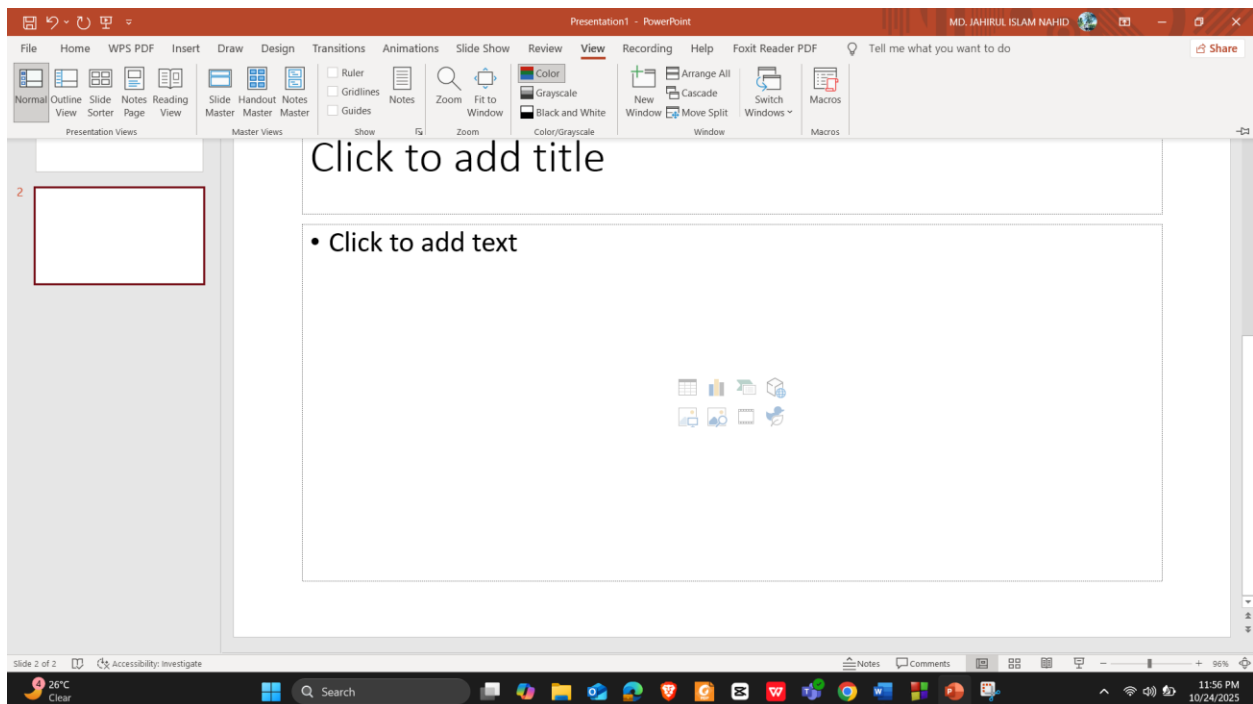 Presentation1 - PowerPoint
MD. JAHIRUL ISLAM NAHID
File Home WPS PDF Insert Draw Design Transitions Animations Slide Show Review View Recording Help Foxit Reader PDF Tell me what you want to do Share
Normal Outline View Slide Sorter Notes Page Reading View
Slide Master Handout Master Notes Master
Ruler
Gridlines
Guides
Notes
Zoom Fit to Window
Color
Grayscale
Black and White
New Window
Arrange All
Cascade
Move Split
Switch Windows
Macros
Presentation Views Master Views Show Zoom Color/Grayscale Window Macros
Click to add title
2
• Click to add text
Slide 2 of 2 Accessibility: Investigate Notes Comments 96%
4 26°C
Clear
Search
11:56 PM
10/24/2025